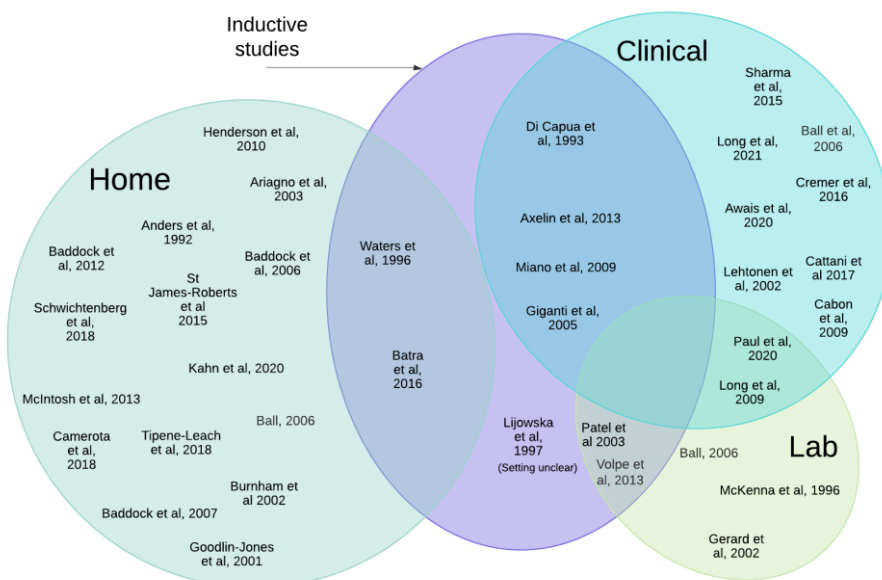 Inductive
studies
Home
Henderson et al,
2010
Ariagno et al,
2003
Anders et al,
1992
Baddock et
al, 2012
Baddock et
al, 2006
St
James-Roberts
et al
2015
Schwichtenberg
et al,
2018
Kahn et al, 2020
McIntosh et al, 2013
Ball, 2006
Camerota
et al,
2018
Tipene-Leach
et al, 2018
Burnham et
al 2002
Baddock et al, 2007
Goodlin-Jones
et al, 2001
Waters et
al, 1996
Batra
et al,
2016
Lijowska
et al,
1997
(Setting unclear)
Di Capua et
al, 1993
Axelin et al, 2013
Miano et al, 2009
Giganti et al,
2005
Clinical
Sharma
et al,
2015
Long et al,
2021
Ball et al,
2006
Cremer et al,
2016
Awais et al,
2020
Lehtonen et
al, 2002
Cattani et
al 2017
Cabon
et al,
2009
Paul et al,
2020
Long et al,
2009
Patel et
al 2003
Volpe et
al, 2013
Lab
Ball, 2006
McKenna et al, 1996
Gerard et
al, 2002